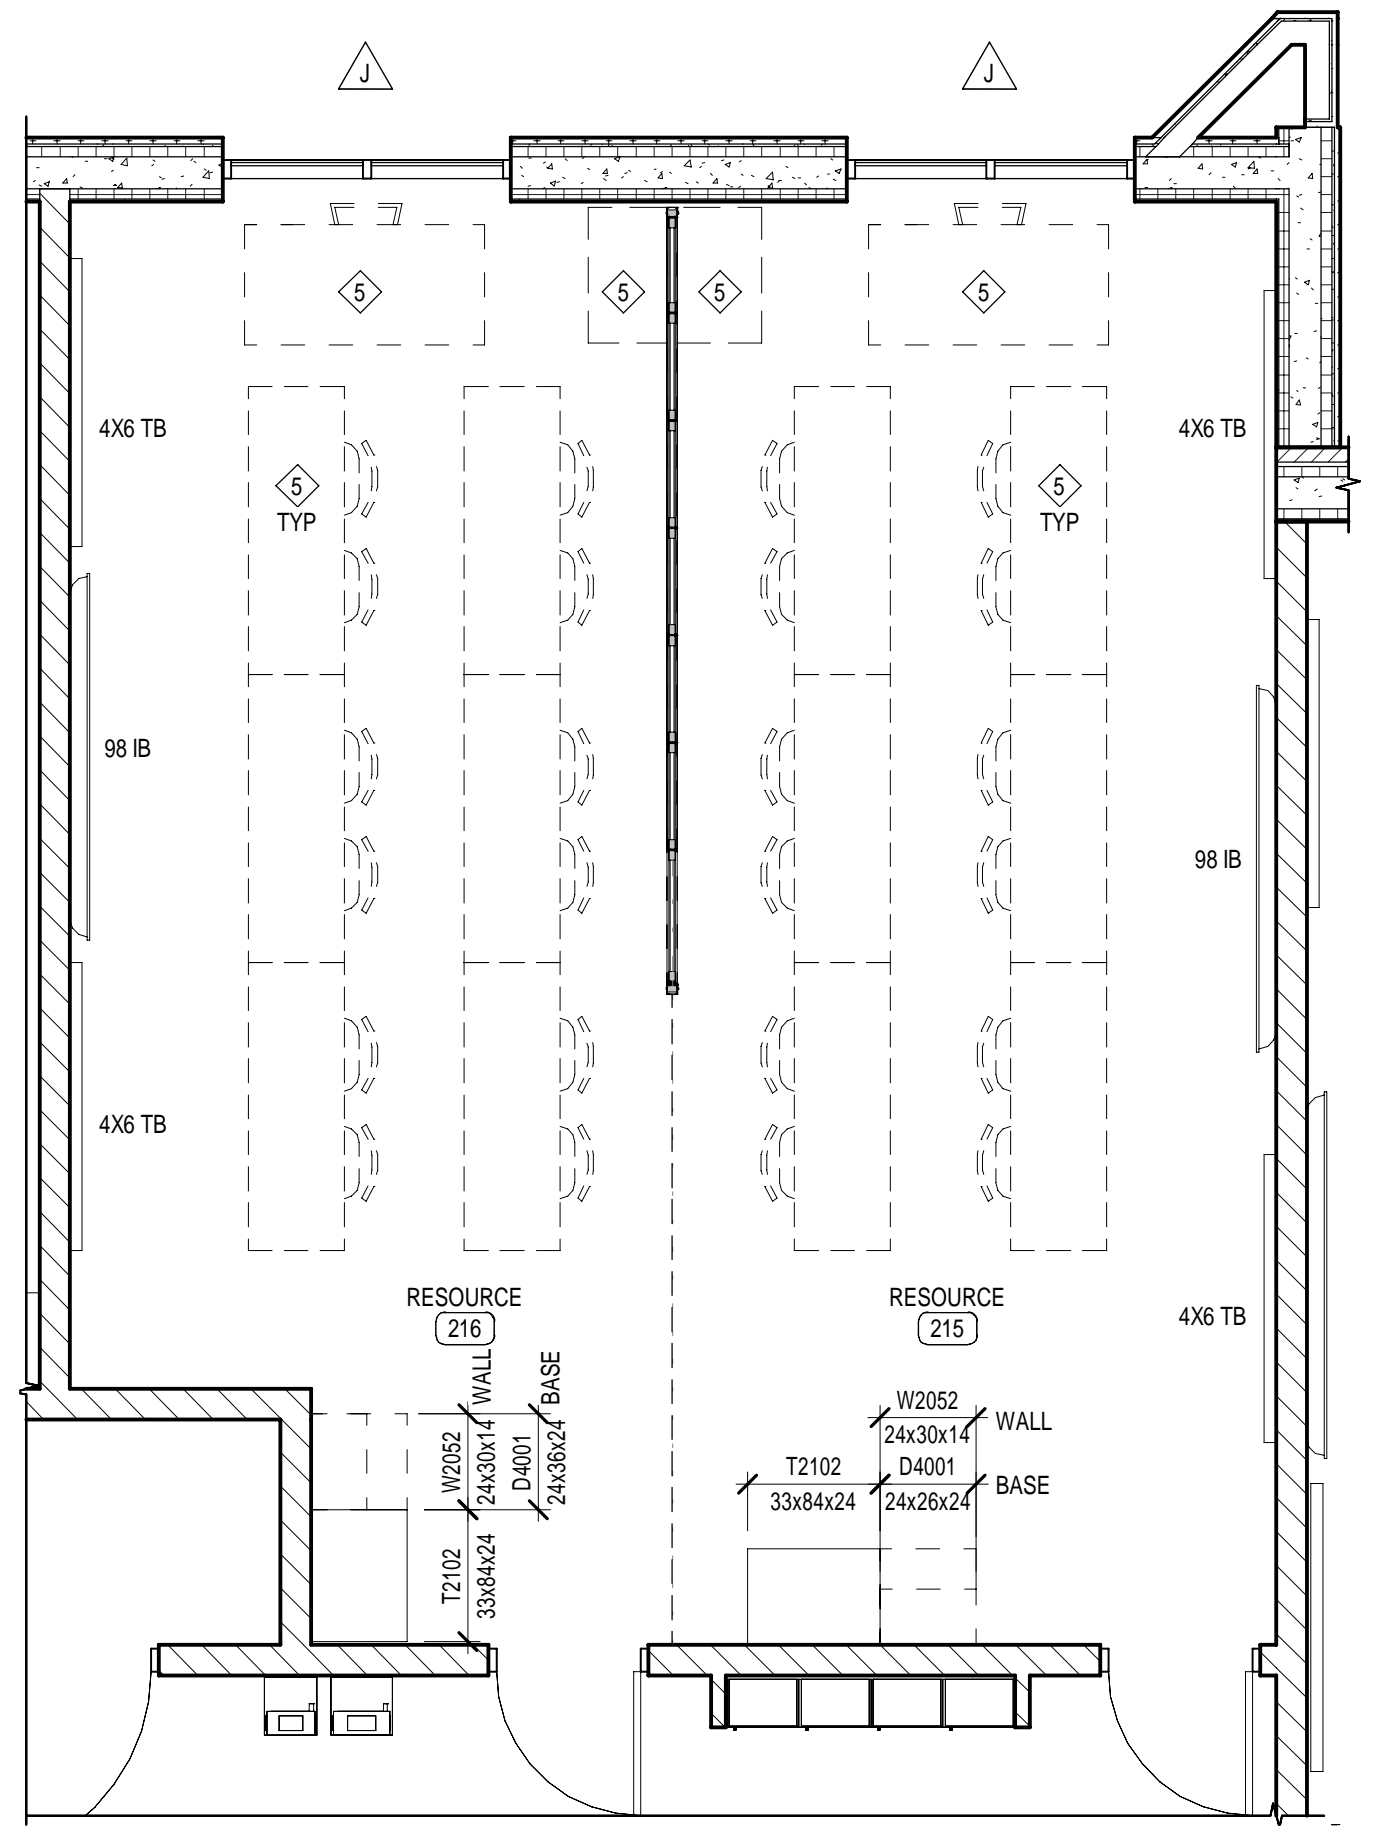 J
J
5
5
5
5
4X6 TB
4X6 TB
5
TYP
5
TYP
98 IB
98 IB
4X6 TB
4X6 TB
RESOURCE
216
RESOURCE
215
WALL
BASE
W2052
24x30x14
D4001
24x36x24
T2102
33x84x24
W2052
24x30x14
WALL
T2102
33x84x24
D4001
24x26x24
BASE